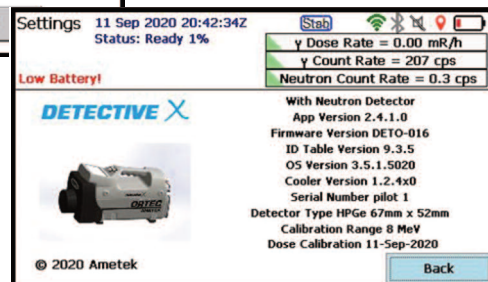 Settings
11 Sep 2020 20:42:34Z
Stab
Status: Ready 1%
γ Dose Rate = 0.00 mR/h
γ Count Rate = 207 cps
Low Battery!
Neutron Count Rate = 0.3 cps
DETECTIVE X
With Neutron Detector
App Version 2.4.1.0
Firmware Version DETO-016
ID Table Version 9.3.5
OS Version 3.5.1.5020
Cooler Version 1.2.4x0
Serial Number pilot 1
Detector Type HPGe 67mm x 52mm
Calibration Range 8 MeV
Dose Calibration 11-Sep-2020
ORTEC
© 2020 Ametek
Back